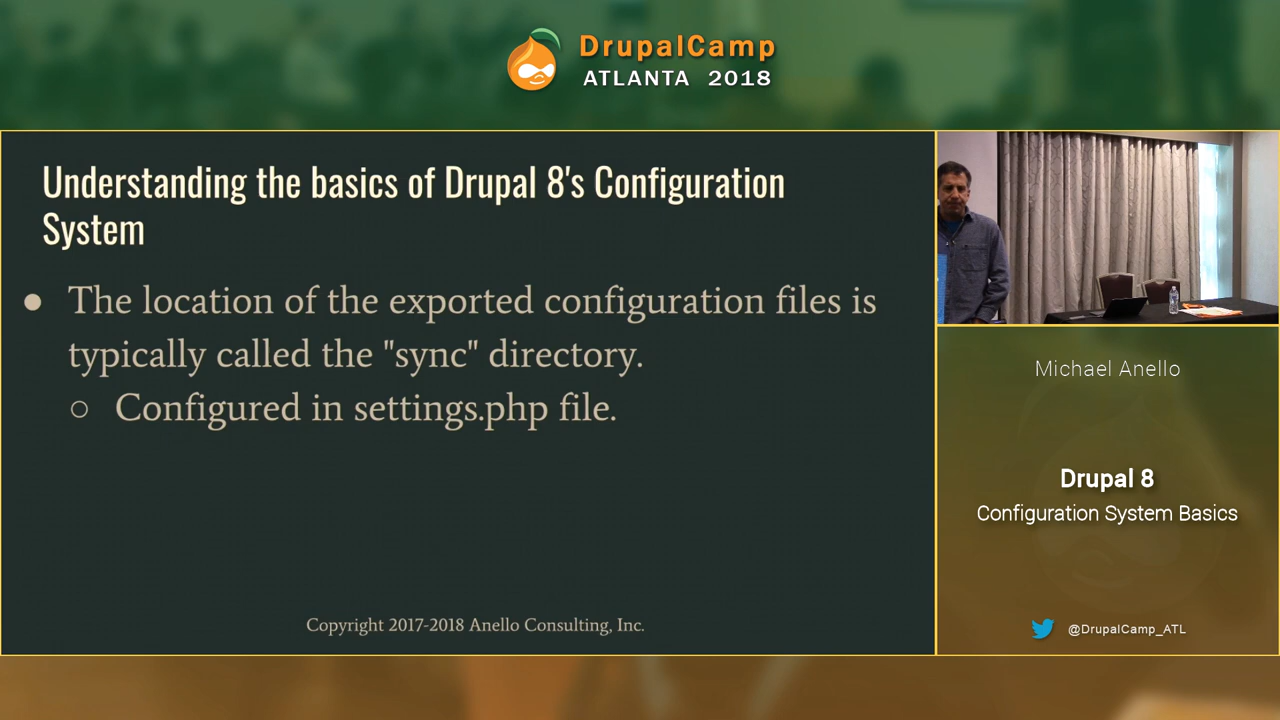 DrupalCamp
ATLANTA 2018
Understanding the basics of Drupal 8's Configuration
System
● The location of the exported configuration files is
typically called the "sync" directory.
○ Configured in settings.php file.
Copyright 2017-2018 Anello Consulting, Inc.
Michael Anello
Drupal 8
Configuration System Basics
@DrupalCamp_ATL